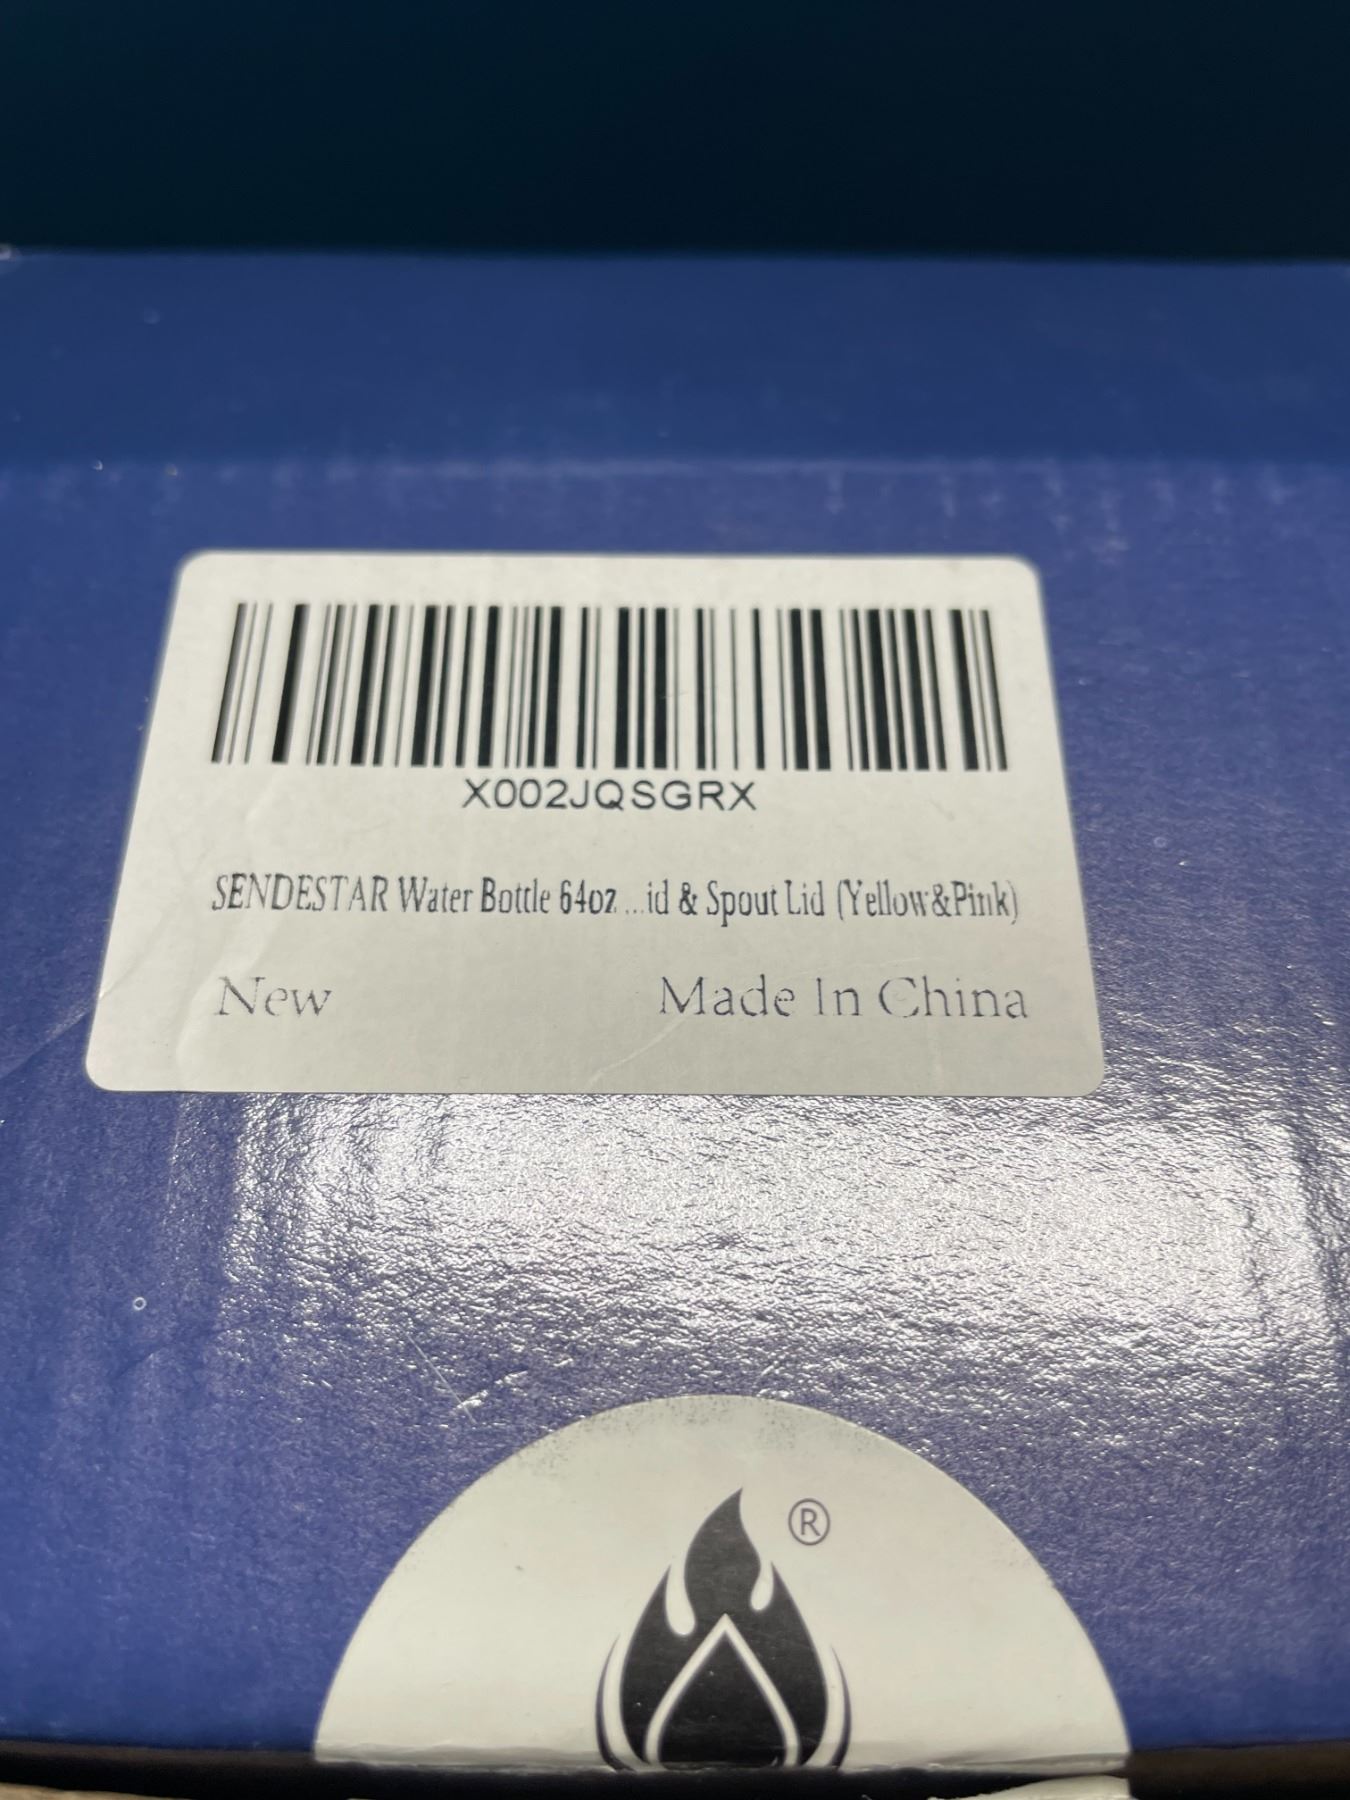 X002JQSGRX
SENDESTAR Water Bottle 64oz ...id & Spout Lid (Yellow&Pink)
New Made In China
®